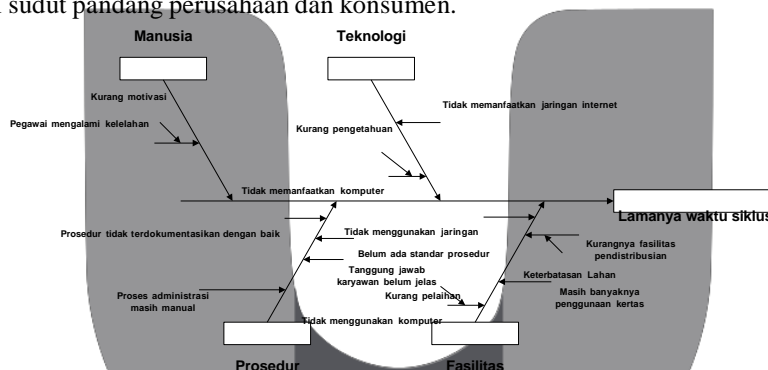 sudut pandang perusahaan dan konsumen.
Manusia
Teknologi
Kurang motivasi
Tidak memanfaatkan jaringan internet
Pegawai mengalami kelelahan
Kurang pengetahuan
Tidak memanfaatkan komputer
Lamanya waktu siklus
Prosedur tidak terdokumentasikan dengan baik
Tidak menggunakan jaringan
Kurangnya fasilitas
pendistribusian
Belum ada standar prosedur
Tanggung jawab
karyawan belum jelas
Keterbatasan Lahan
Proses administrasi
masih manual
Kurang pelaihan
Masih banyaknya
penggunaan kertas
Tidak menggunakan komputer
Prosedur
Fasilitas